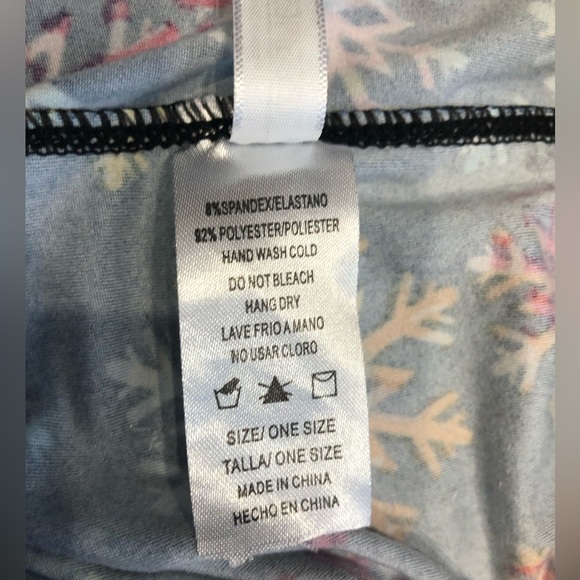 8%SPANDEX/ELASTANO
92% POLYESTER/POLIESTER
HAND WASH COLD
DO NOT BLEACH
HANG DRY
LAVE FRIO A MANO
NO USAR CLORO
SIZE/ ONE SIZE
TALLA/ ONE SIZE
MADE IN CHINA
HECHO EN CHINA